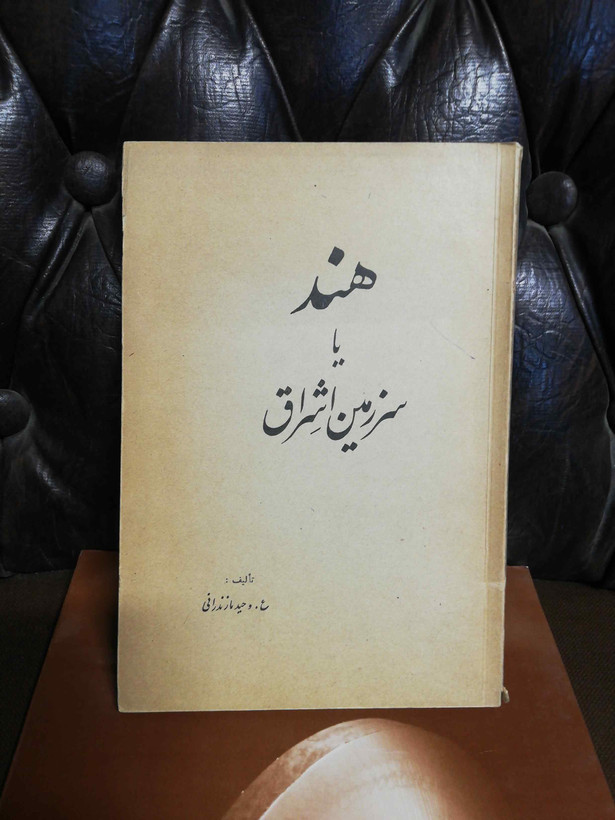 هند
یا
سرزمین اشراق
تألیف :
ع . وحید مازندرانی